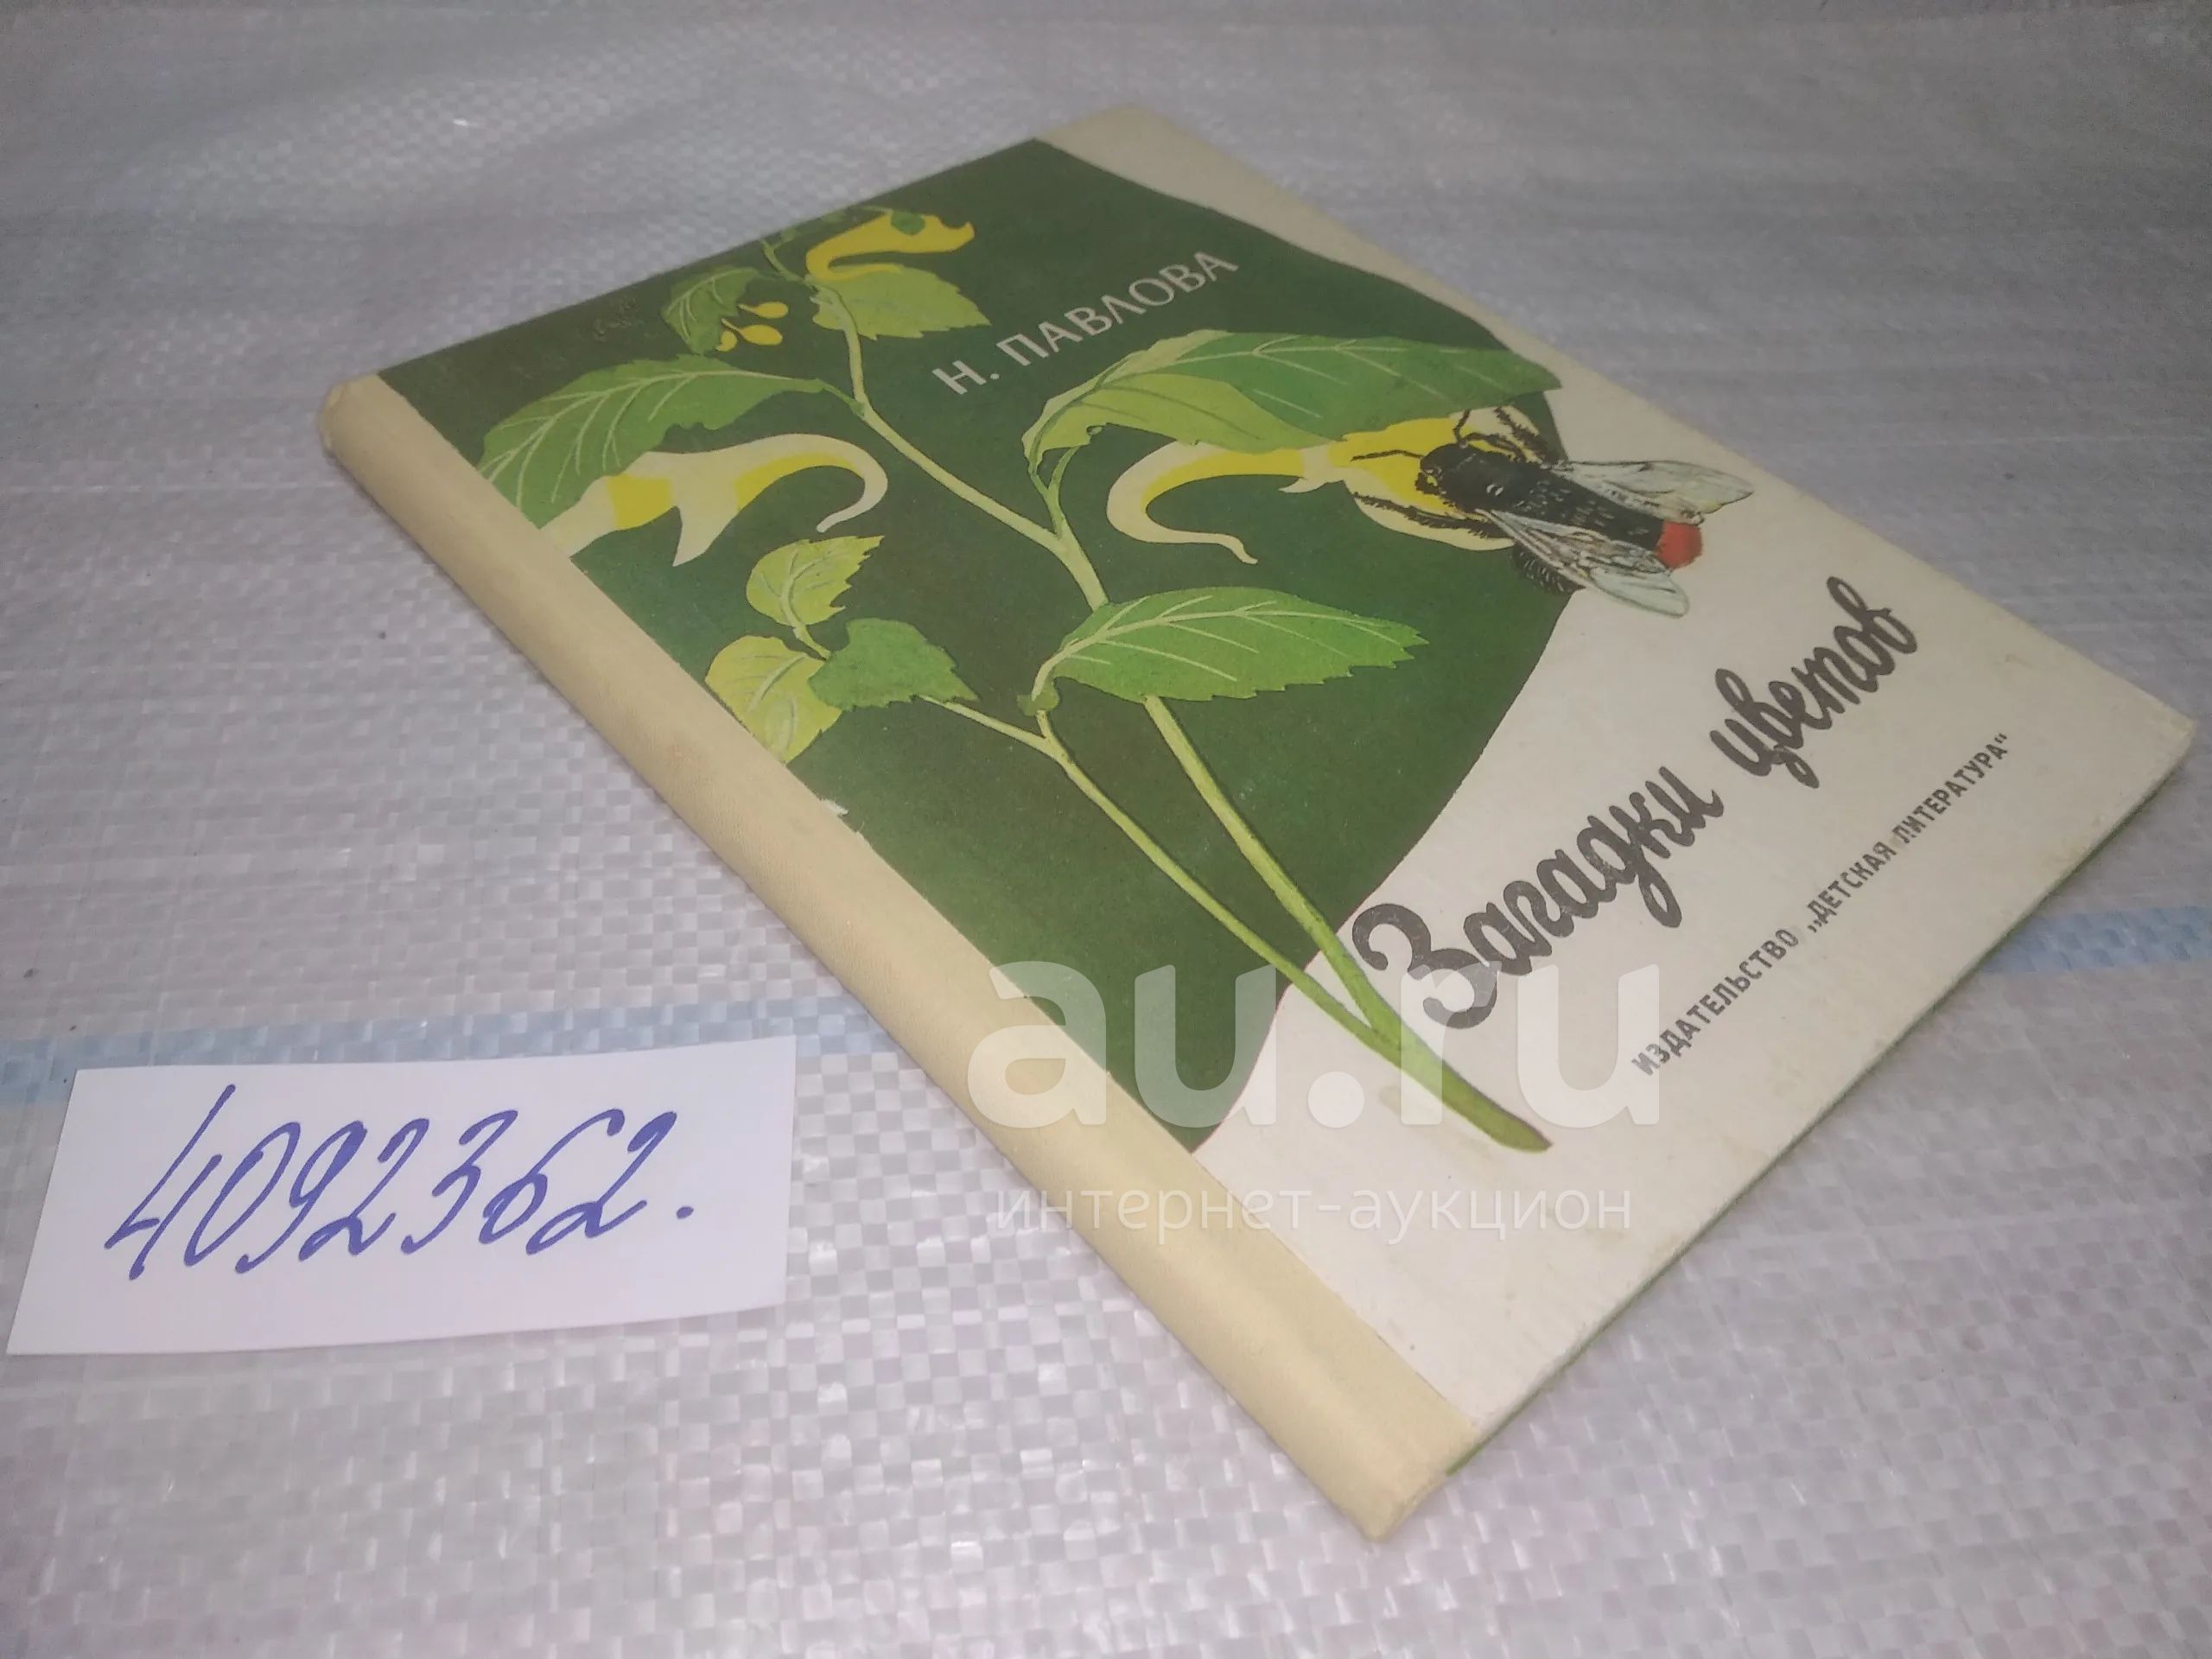 Н. ПАВЛОВА
Загадки цветов
ИЗДАТЕЛЬСТВО „ДЕТСКАЯ ЛИТЕРАТУРА“
4092362.
au.ru
интернет-аукцион